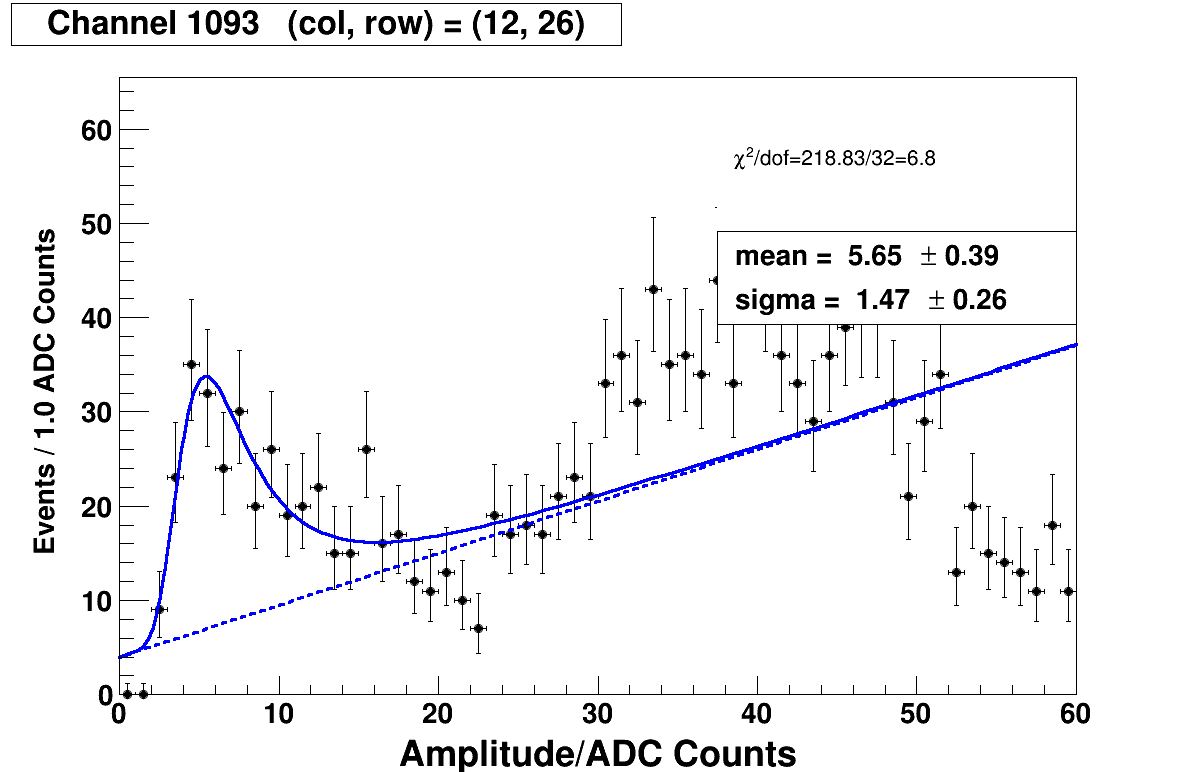 Channel 1093 (col, row) = (12, 26)
χ²/dof=218.83/32=6.8
mean = 5.65 ± 0.39
sigma = 1.47 ± 0.26
Events / 1.0 ADC Counts
60
50
40
30
20
10
0
0 10 20 30 40 50 60
Amplitude/ADC Counts